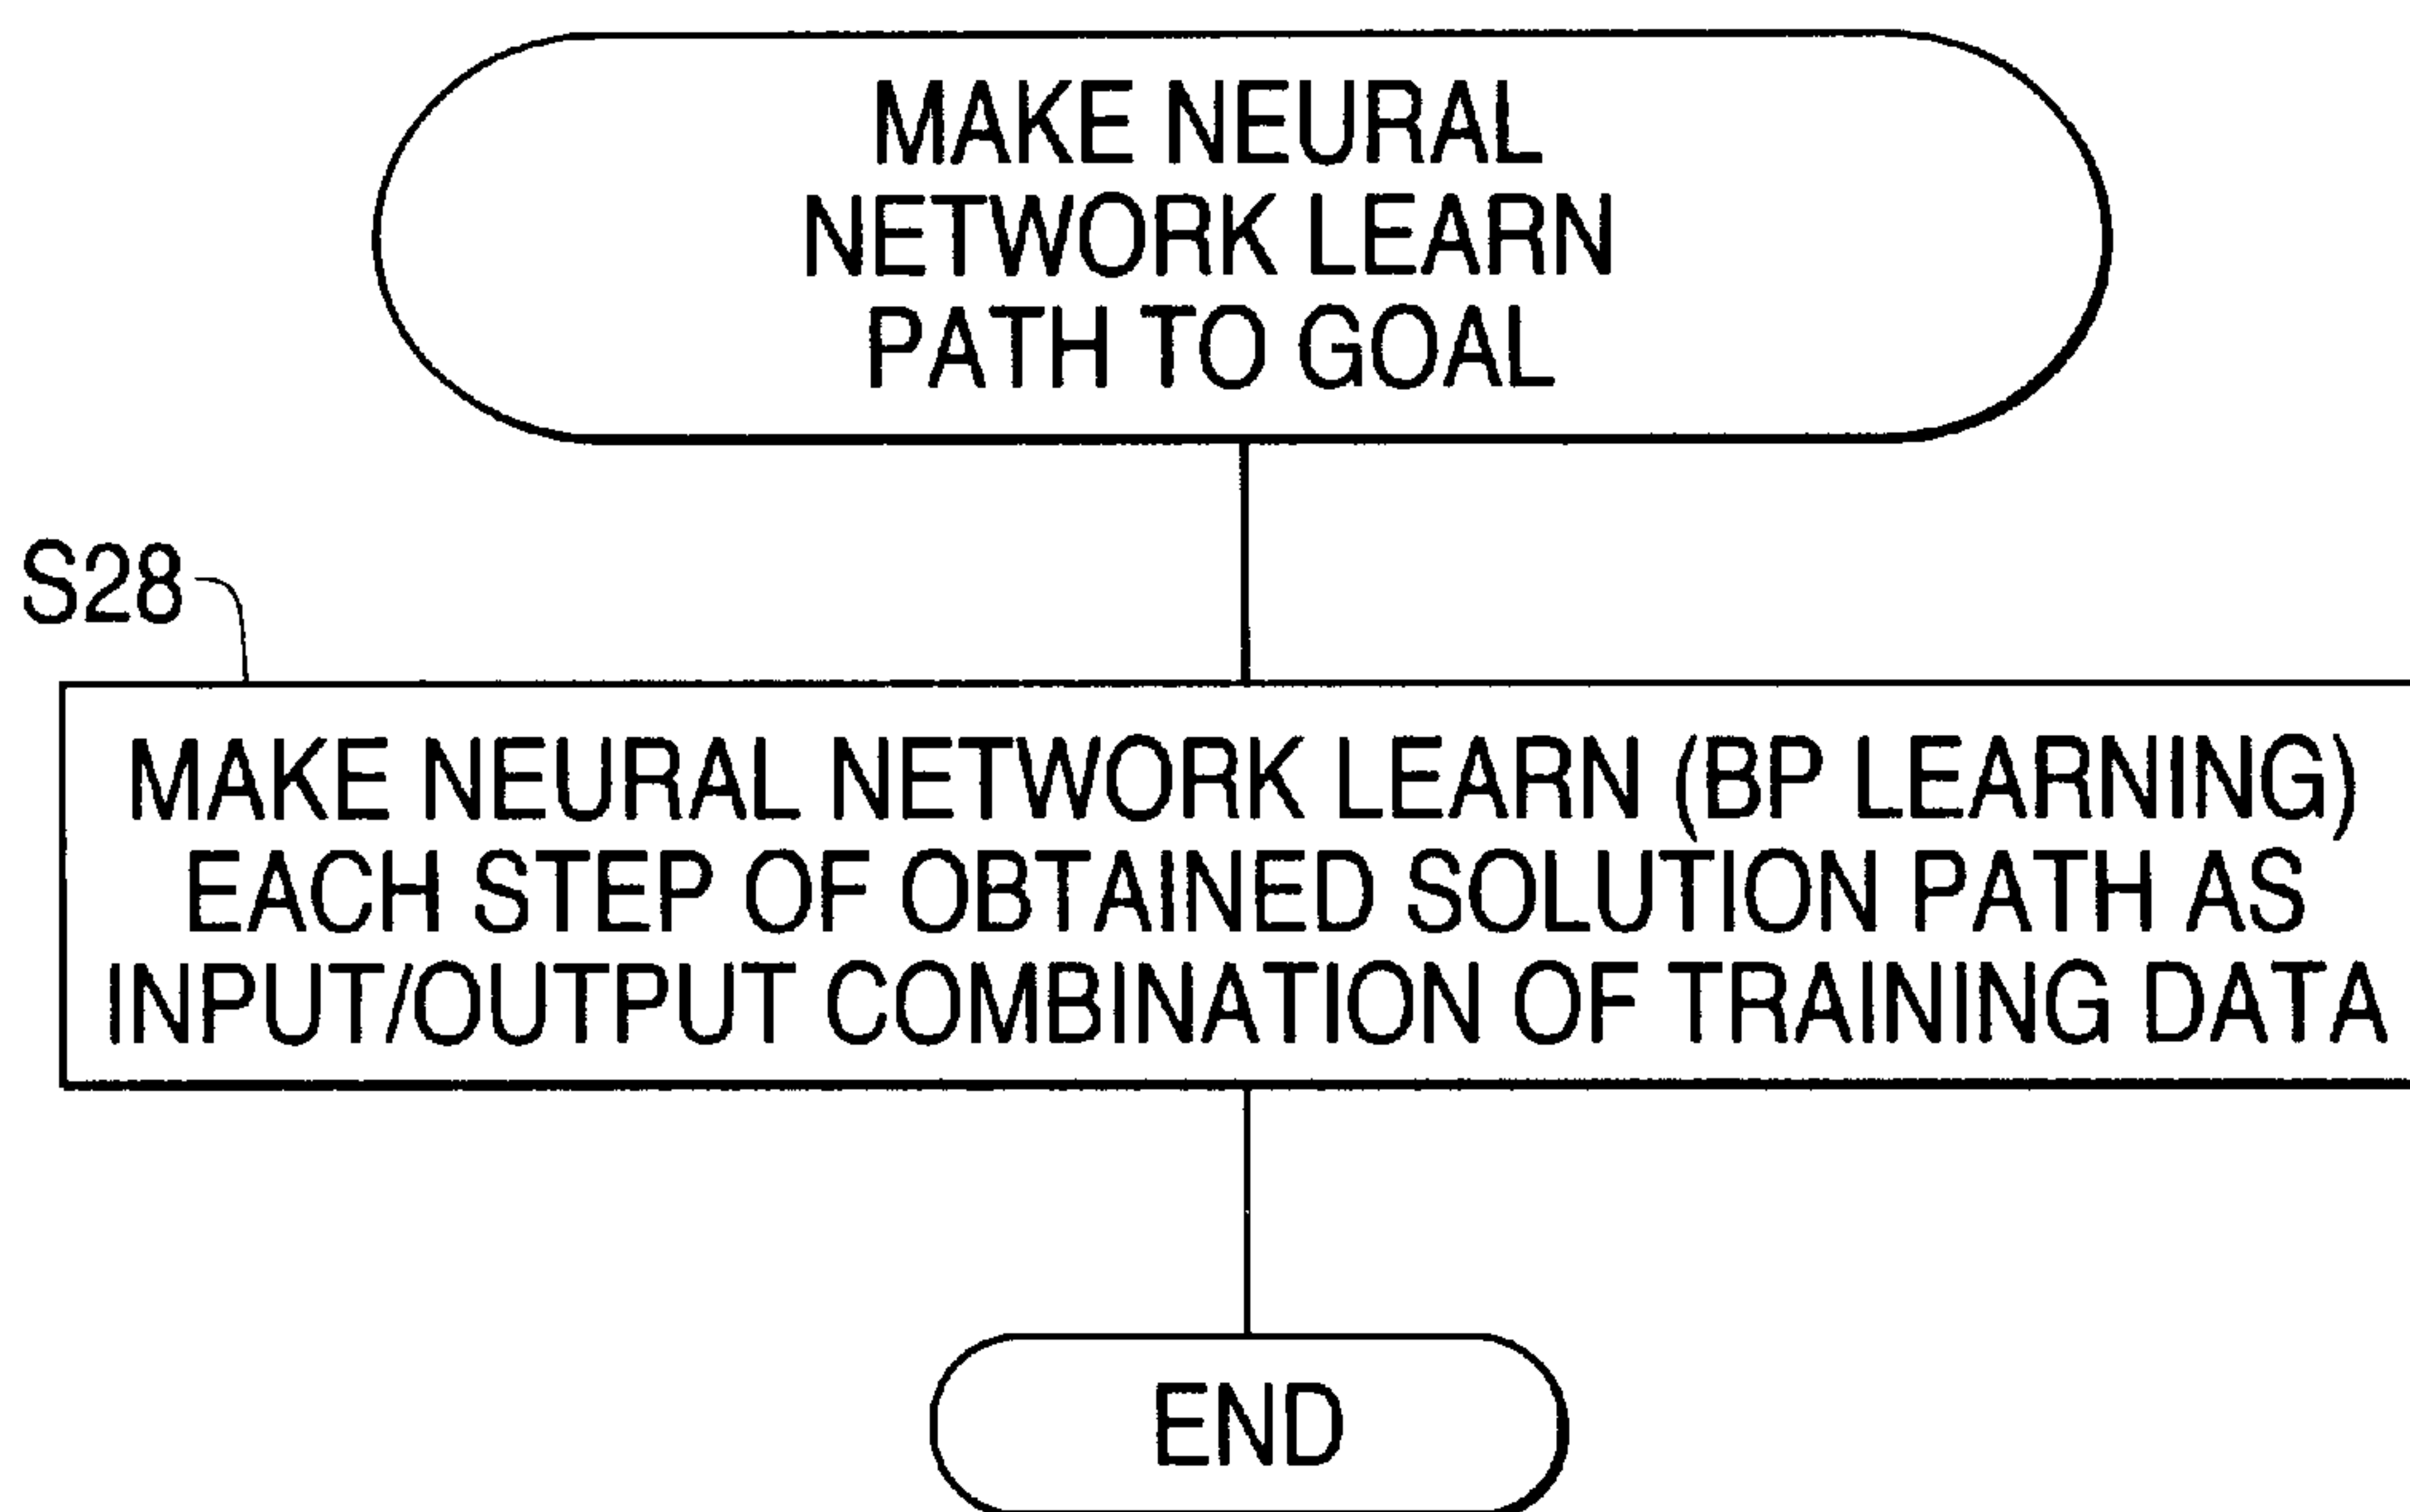 MAKE NEURAL
NETWORK LEARN
PATH TO GOAL
S28
MAKE NEURAL NETWORK LEARN (BP LEARNING)
EACH STEP OF OBTAINED SOLUTION PATH AS
INPUT/OUTPUT COMBINATION OF TRAINING DATA
END